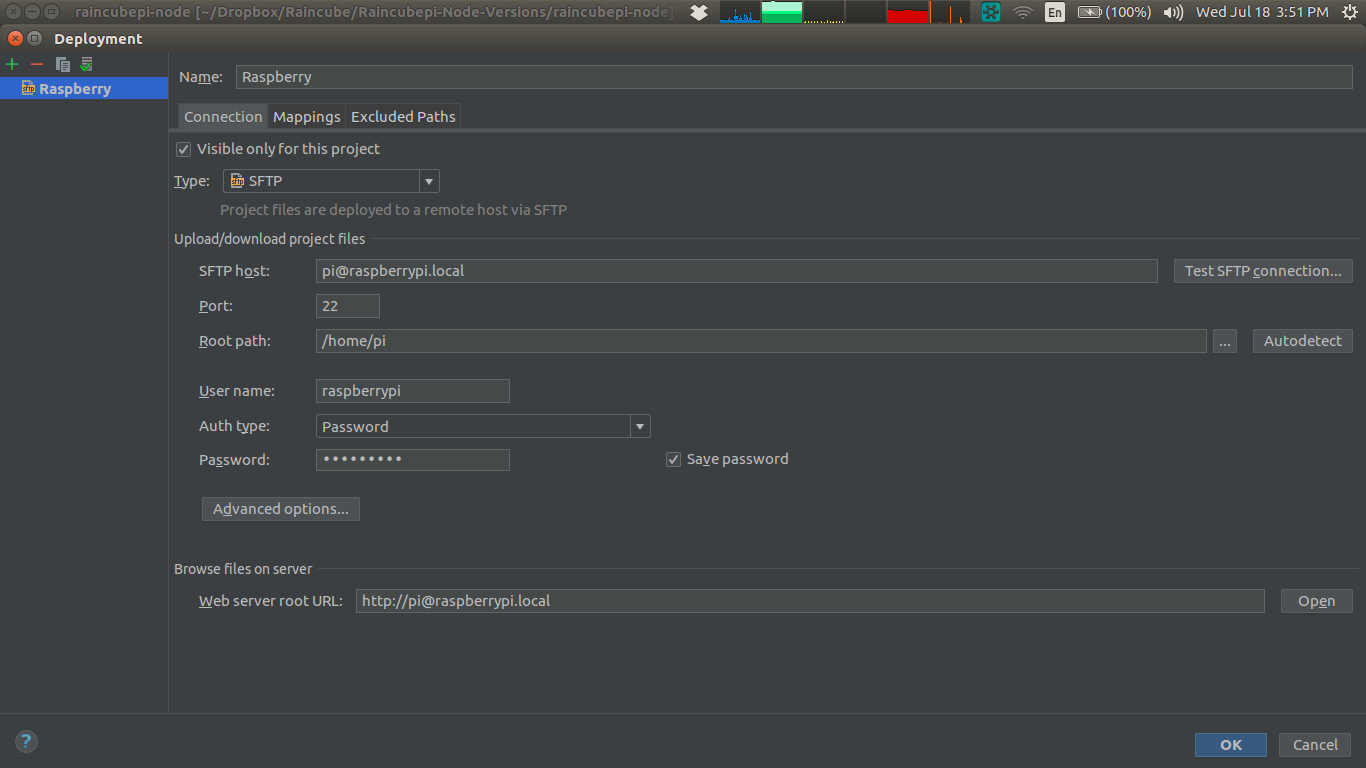 raincubepi-node [~/Dropbox/Raincube/Raincubepi-Node-Versions/raincubepi-node] En (100%) Wed Jul 18 3:51 PM
Deployment
sftp Raspberry
Name: Raspberry
Connection Mappings Excluded Paths
Visible only for this project
Type: sftp SFTP
Project files are deployed to a remote host via SFTP
Upload/download project files
SFTP host: pi@raspberrypi.local Test SFTP connection...
Port: 22
Root path: /home/pi ... Autodetect
User name: raspberrypi
Auth type: Password
Password: ••••••••• Save password
Advanced options...
Browse files on server
Web server root URL: http://pi@raspberrypi.local Open
? OK Cancel